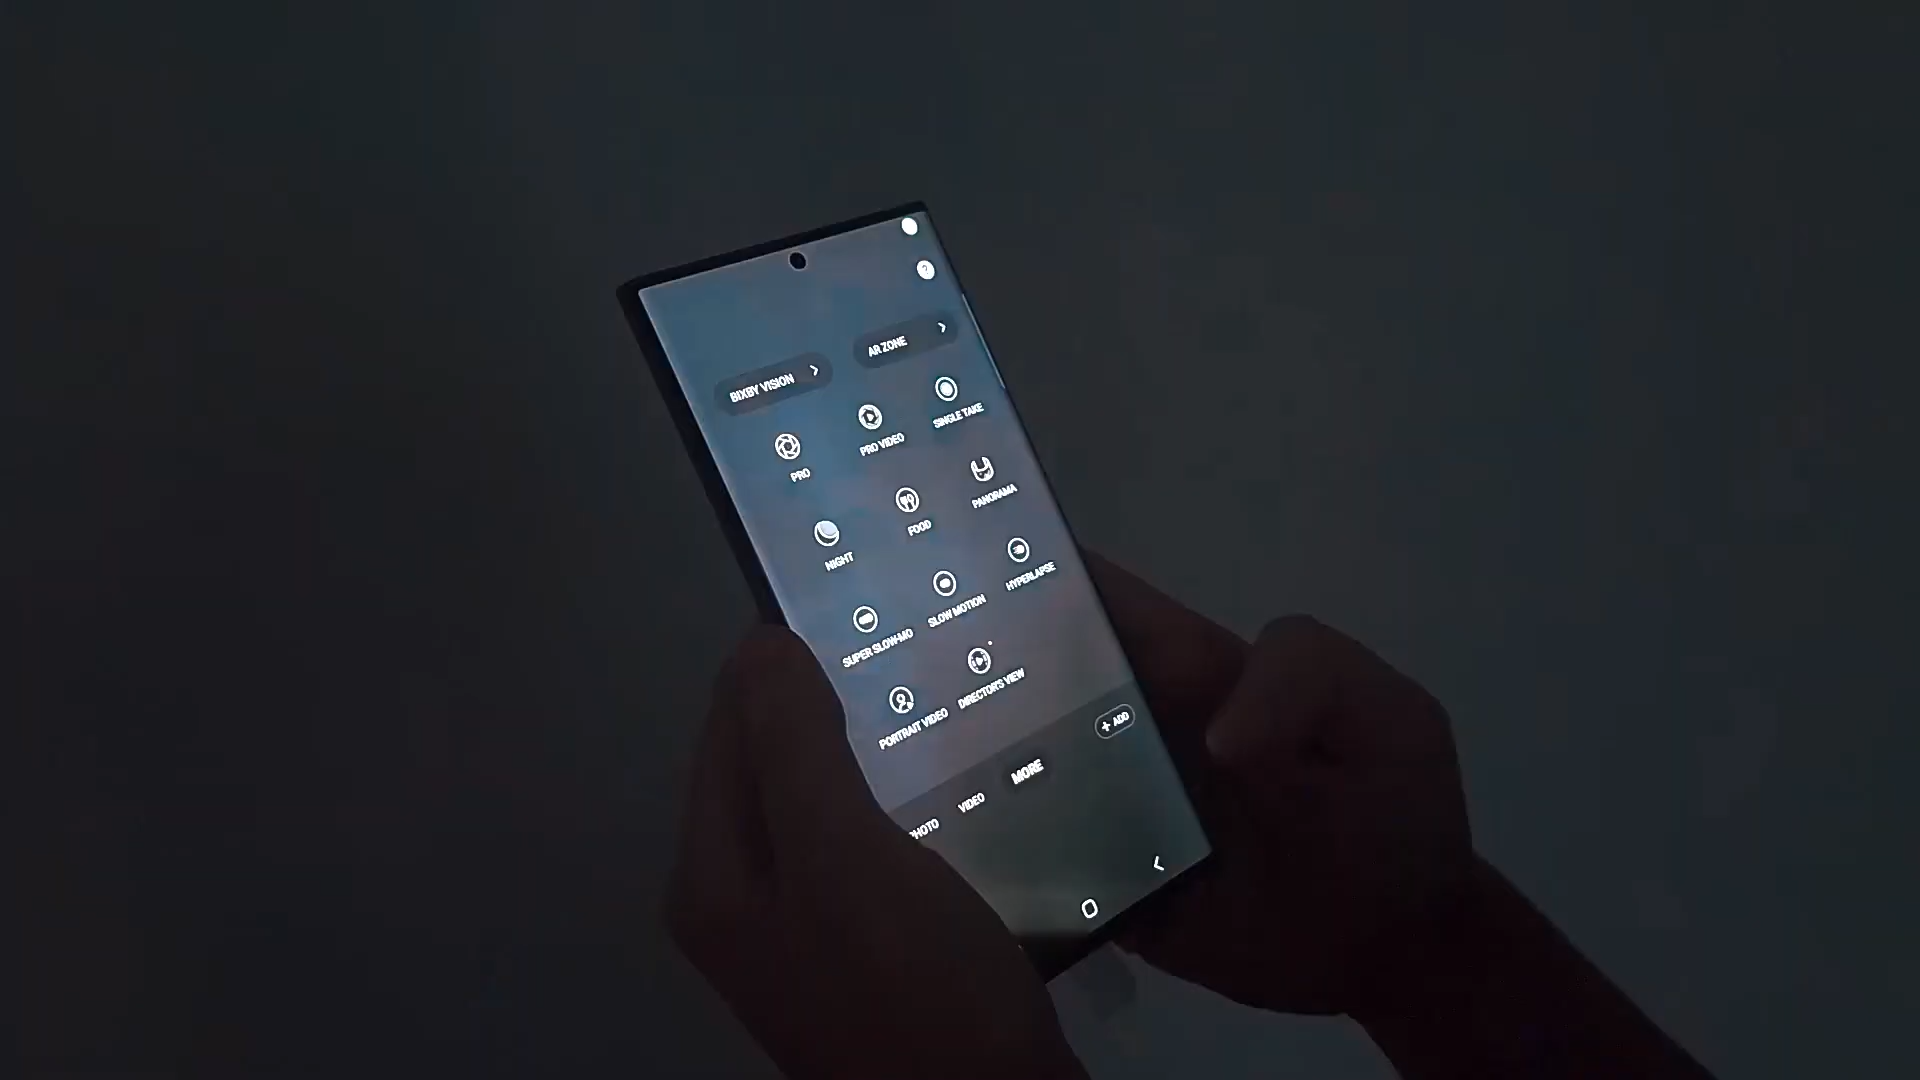 ?
BIXBY VISION
AR ZONE
PRO
PRO VIDEO
SINGLE TAKE
NIGHT
FOOD
PANORAMA
SUPER SLOW-MO
SLOW MOTION
HYPERLAPSE
PORTRAIT VIDEO
DIRECTOR'S VIEW
+ ADD
PHOTO
VIDEO
MORE